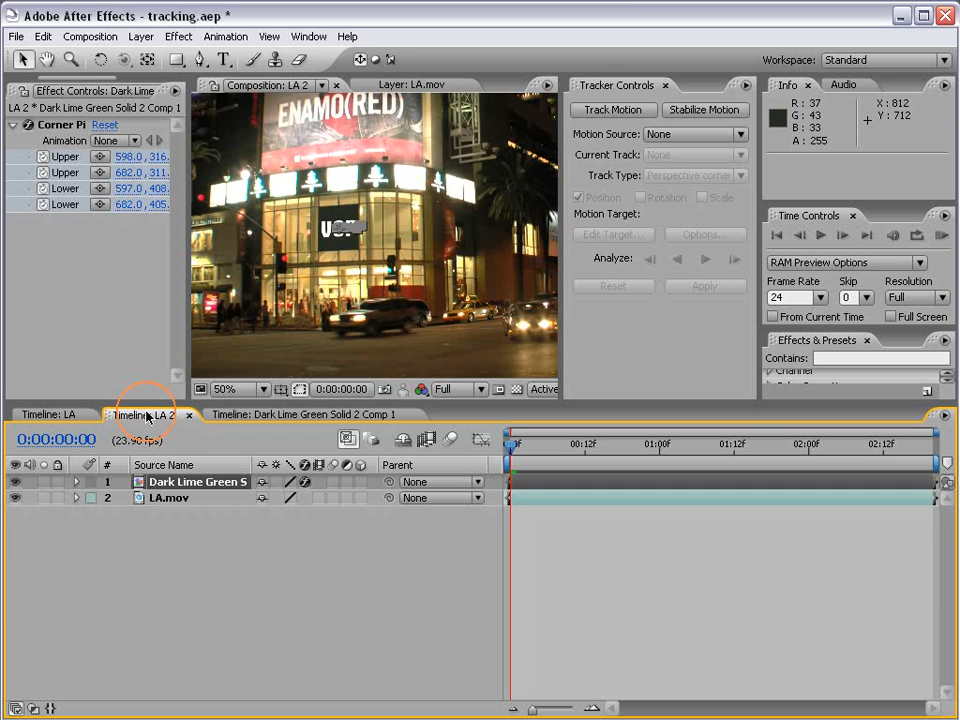 Adobe After Effects - tracking.aep *
File Edit Composition Layer Effect Animation View Window Help
Workspace: Standard
Effect Controls: Dark Lime
LA 2 * Dark Lime Green Solid 2 Comp 1
Corner Pi Reset
Animation None
Upper 598.0, 316.
Upper 682.0, 311.
Lower 597.0, 408.
Lower 682.0, 405.
Composition: LA 2 Layer: LA.mov
ENAMO(RED)
50% 0:00:00:00 Full Active
Tracker Controls
Track Motion Stabilize Motion
Motion Source: None
Current Track: None
Track Type: Perspective corner
Position Rotation Scale
Motion Target:
Edit Target... Options...
Analyze:
Reset Apply
Info Audio
R: 37 X: 812
G: 43 Y: 712
B: 33
A: 255
Time Controls
RAM Preview Options
Frame Rate Skip Resolution
24 0 Full
From Current Time Full Screen
Effects & Presets
Contains:
Channel
Timeline: LA Timeline: LA 2 Timeline: Dark Lime Green Solid 2 Comp 1
0:00:00:00 (23.98 fps)
00:12F 01:00F 01:12F 02:00F 02:12F
# Source Name Parent
1 Dark Lime Green S None
2 LA.mov None